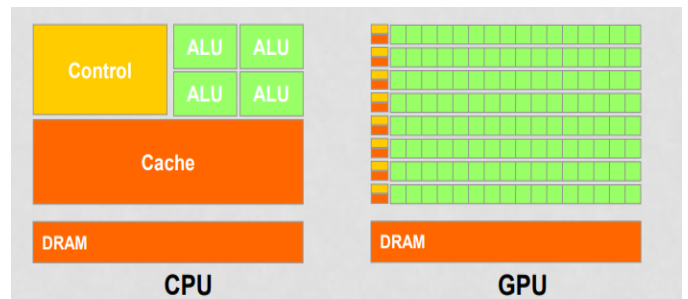 ALU ALU
Control
ALU ALU
Cache
DRAM
DRAM
CPU
GPU